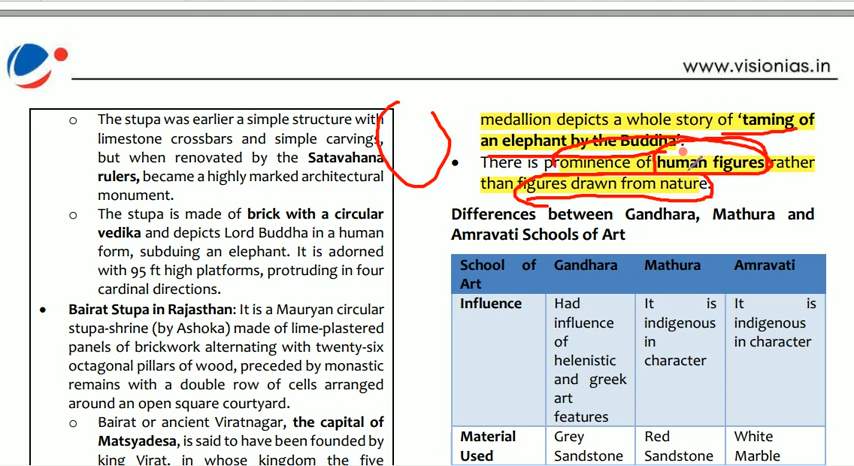 www.visionias.in
o The stupa was earlier a simple structure with
limestone crossbars and simple carvings,
but when renovated by the Satavahana
rulers, became a highly marked architectural
monument.
o The stupa is made of brick with a circular
vedika and depicts Lord Buddha in a human
form, subduing an elephant. It is adorned
with 95 ft high platforms, protruding in four
cardinal directions.
• Bairat Stupa in Rajasthan: It is a Mauryan circular
stupa-shrine (by Ashoka) made of lime-plastered
panels of brickwork alternating with twenty-six
octagonal pillars of wood, preceded by monastic
remains with a double row of cells arranged
around an open square courtyard.
o Bairat or ancient Viratnagar, the capital of
Matsyadesa, is said to have been founded by
king Virat, in whose kingdom the five
medallion depicts a whole story of ‘taming of
an elephant by the Buddha’.
• There is prominence of human figures rather
than figures drawn from nature.
Differences between Gandhara, Mathura and
Amravati Schools of Art
School of Art Gandhara Mathura Amravati
Influence
Had
influence
of
helenistic
and greek
art
features
It is
indigenous
in
character
It is
indigenous
in character
Material
Used
Grey
Sandstone
Red
Sandstone
White
Marble